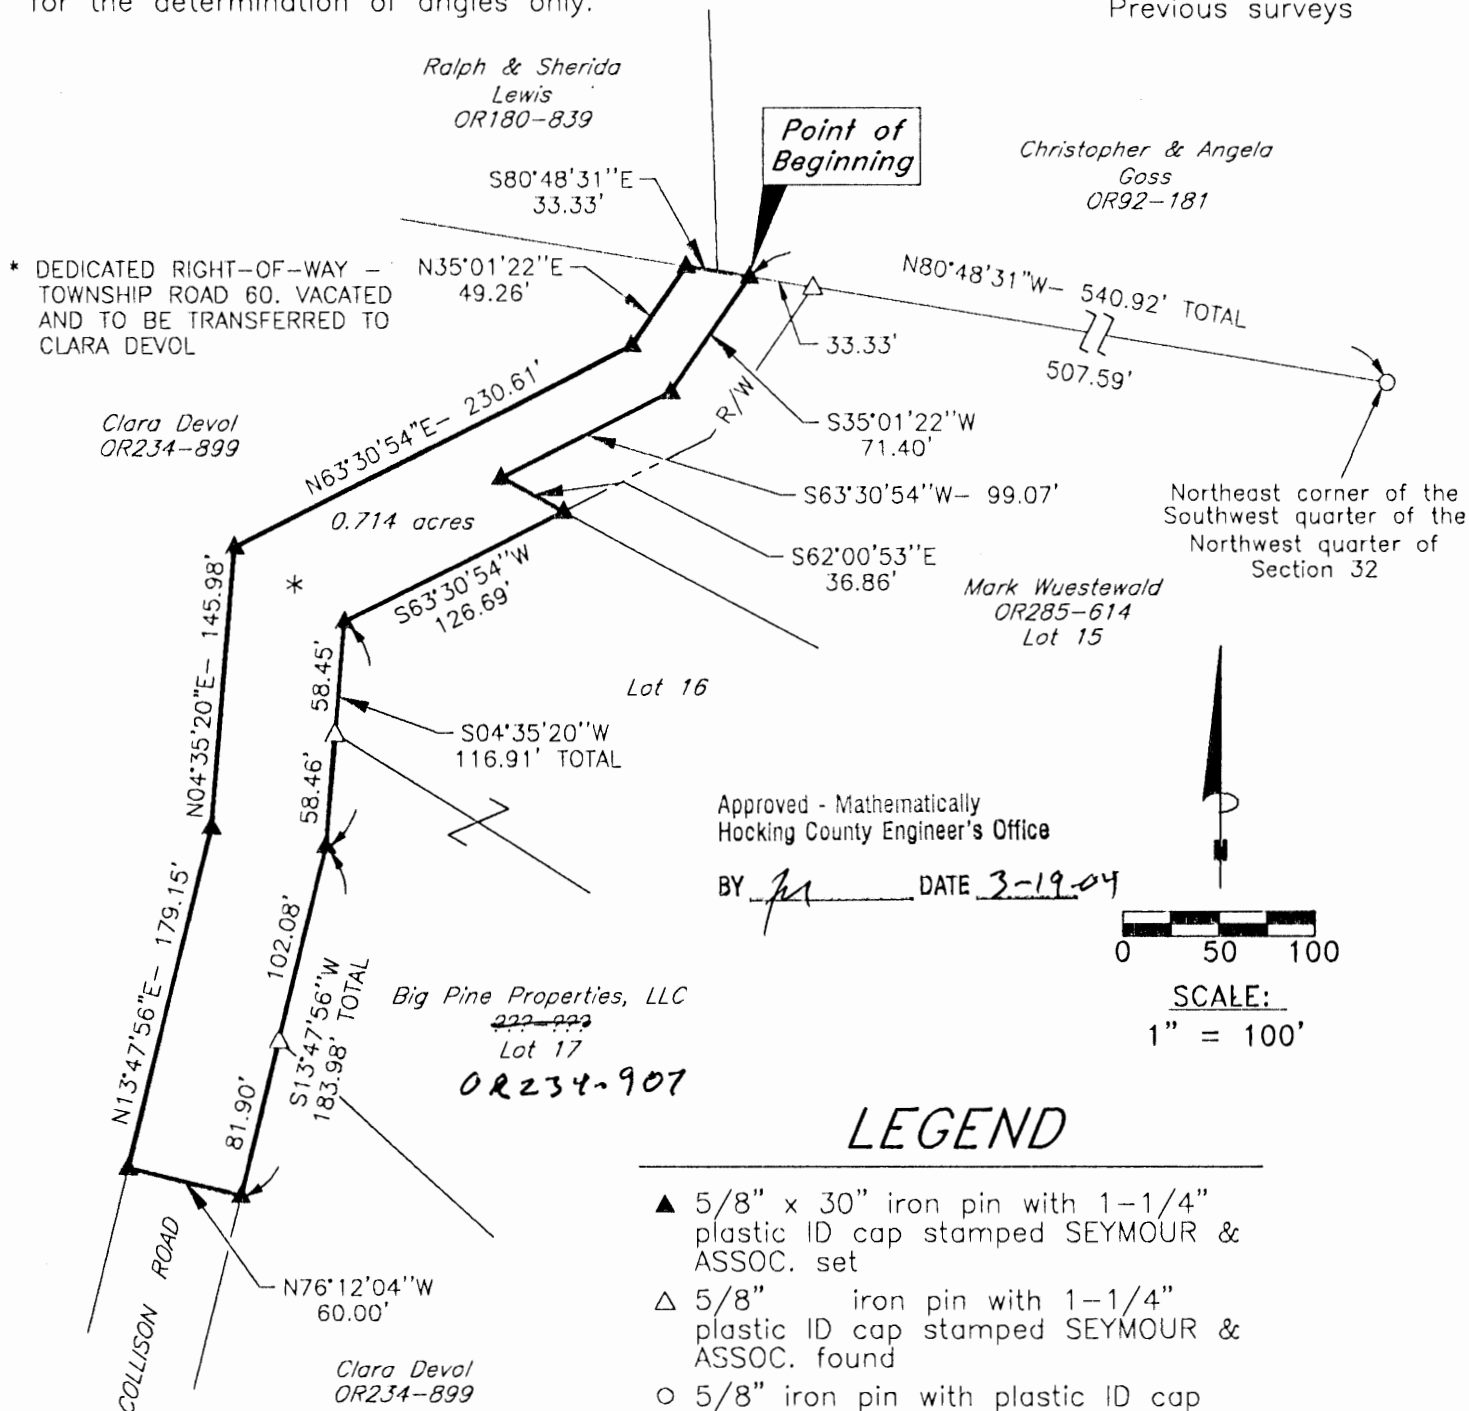 for the determination of angles only.
Previous surveys
Ralph & Sherida
Lewis
OR180-839
Point of
Beginning
Christopher & Angela
Goss
OR92-181
S80°48'31''E
33.33'
* DEDICATED RIGHT-OF-WAY -
TOWNSHIP ROAD 60. VACATED
AND TO BE TRANSFERRED TO
CLARA DEVOL
N35°01'22''E
49.26'
N80°48'31"W- 540.92' TOTAL
33.33'
507.59'
Clara Devol
OR234-899
N63°30'54"E- 230.61'
R/W
S35°01'22''W
71.40'
S63°30'54''W- 99.07'
Northeast corner of the
Southwest quarter of the
Northwest quarter of
Section 32
0.714 acres
*
S62°00'53''E
36.86'
S63°30'54''W
126.69'
Mark Wuestewald
OR285-614
Lot 15
N04°35'20"E- 145.98'
58.45'
Lot 16
S04°35'20''W
116.91' TOTAL
58.46'
Approved - Mathematically
Hocking County Engineer's Office
BY DATE 3-19-04
0 50 100
SCALE:
1" = 100'
N13°47'56"E- 179.15'
102.08'
S13°47'56''W
183.98' TOTAL
81.90'
Big Pine Properties, LLC
???-???
Lot 17
OR234-907
N76°12'04''W
60.00'
COLLISON ROAD
Clara Devol
OR234-899
LEGEND
▲ 5/8" x 30" iron pin with 1-1/4"
plastic ID cap stamped SEYMOUR &
ASSOC. set
△ 5/8" iron pin with 1-1/4"
plastic ID cap stamped SEYMOUR &
ASSOC. found
○ 5/8" iron pin with plastic ID cap